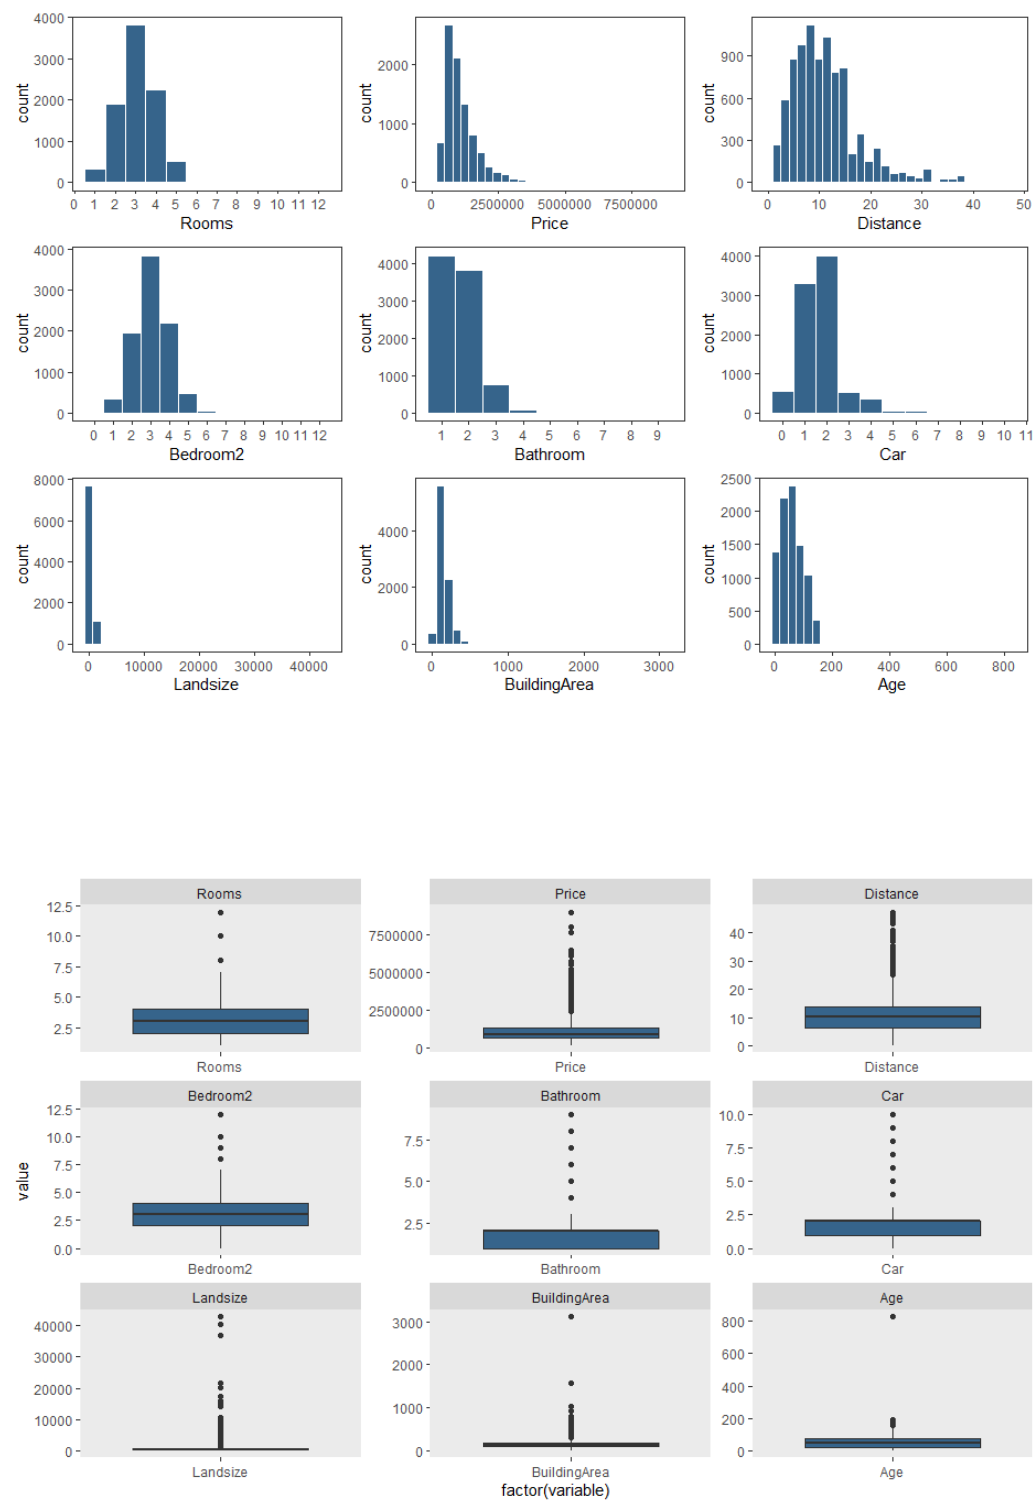 4000
3000
2000
1000
0
count
0 1 2 3 4 5 6 7 8 9 10 11 12
Rooms
2000
1000
0
count
0 2500000 5000000 7500000
Price
900
600
300
0
count
0 10 20 30 40 50
Distance
4000
3000
2000
1000
0
count
0 1 2 3 4 5 6 7 8 9 10 11 12
Bedroom2
4000
3000
2000
1000
0
count
1 2 3 4 5 6 7 8 9
Bathroom
4000
3000
2000
1000
0
count
0 1 2 3 4 5 6 7 8 9 10 11
Car
8000
6000
4000
2000
0
count
0 10000 20000 30000 40000
Landsize
4000
2000
0
count
0 1000 2000 3000
BuildingArea
2500
2000
1500
1000
500
0
count
0 200 400 600 800
Age
Rooms
12.5
10.0
7.5
5.0
2.5
Rooms
Price
7500000
5000000
2500000
0
Price
Distance
40
30
20
10
0
Distance
value
Bedroom2
12.5
10.0
7.5
5.0
2.5
0.0
Bedroom2
Bathroom
7.5
5.0
2.5
Bathroom
Car
10.0
7.5
5.0
2.5
0.0
Car
Landsize
40000
30000
20000
10000
0
Landsize
BuildingArea
3000
2000
1000
0
BuildingArea
Age
800
600
400
200
0
Age
factor(variable)